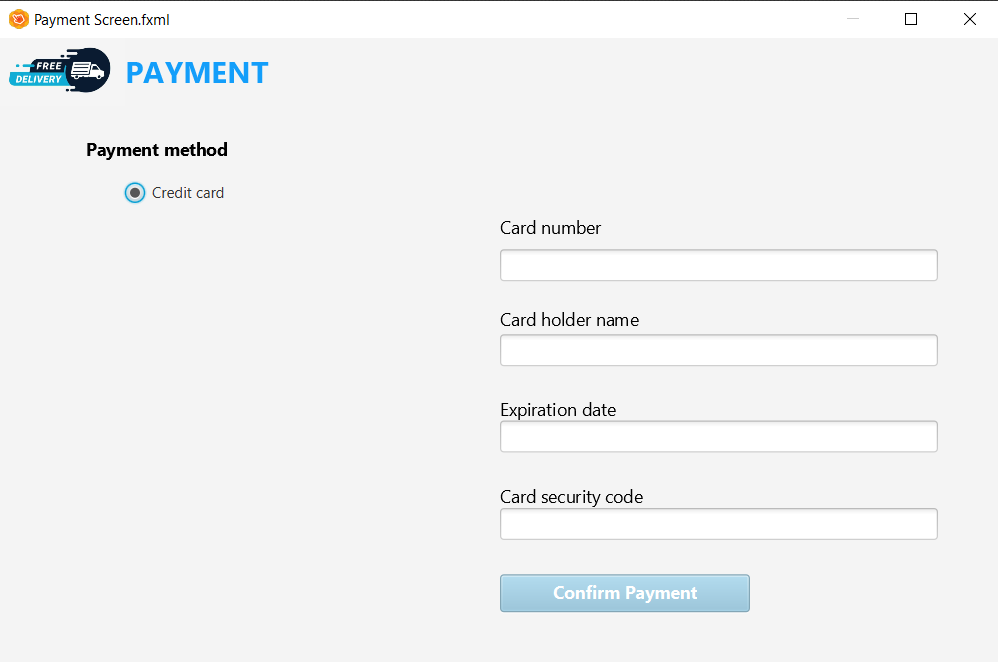 Payment Screen.fxml
FREE
DELIVERY
PAYMENT
Payment method
Credit card
Card number
Card holder name
Expiration date
Card security code
Confirm Payment